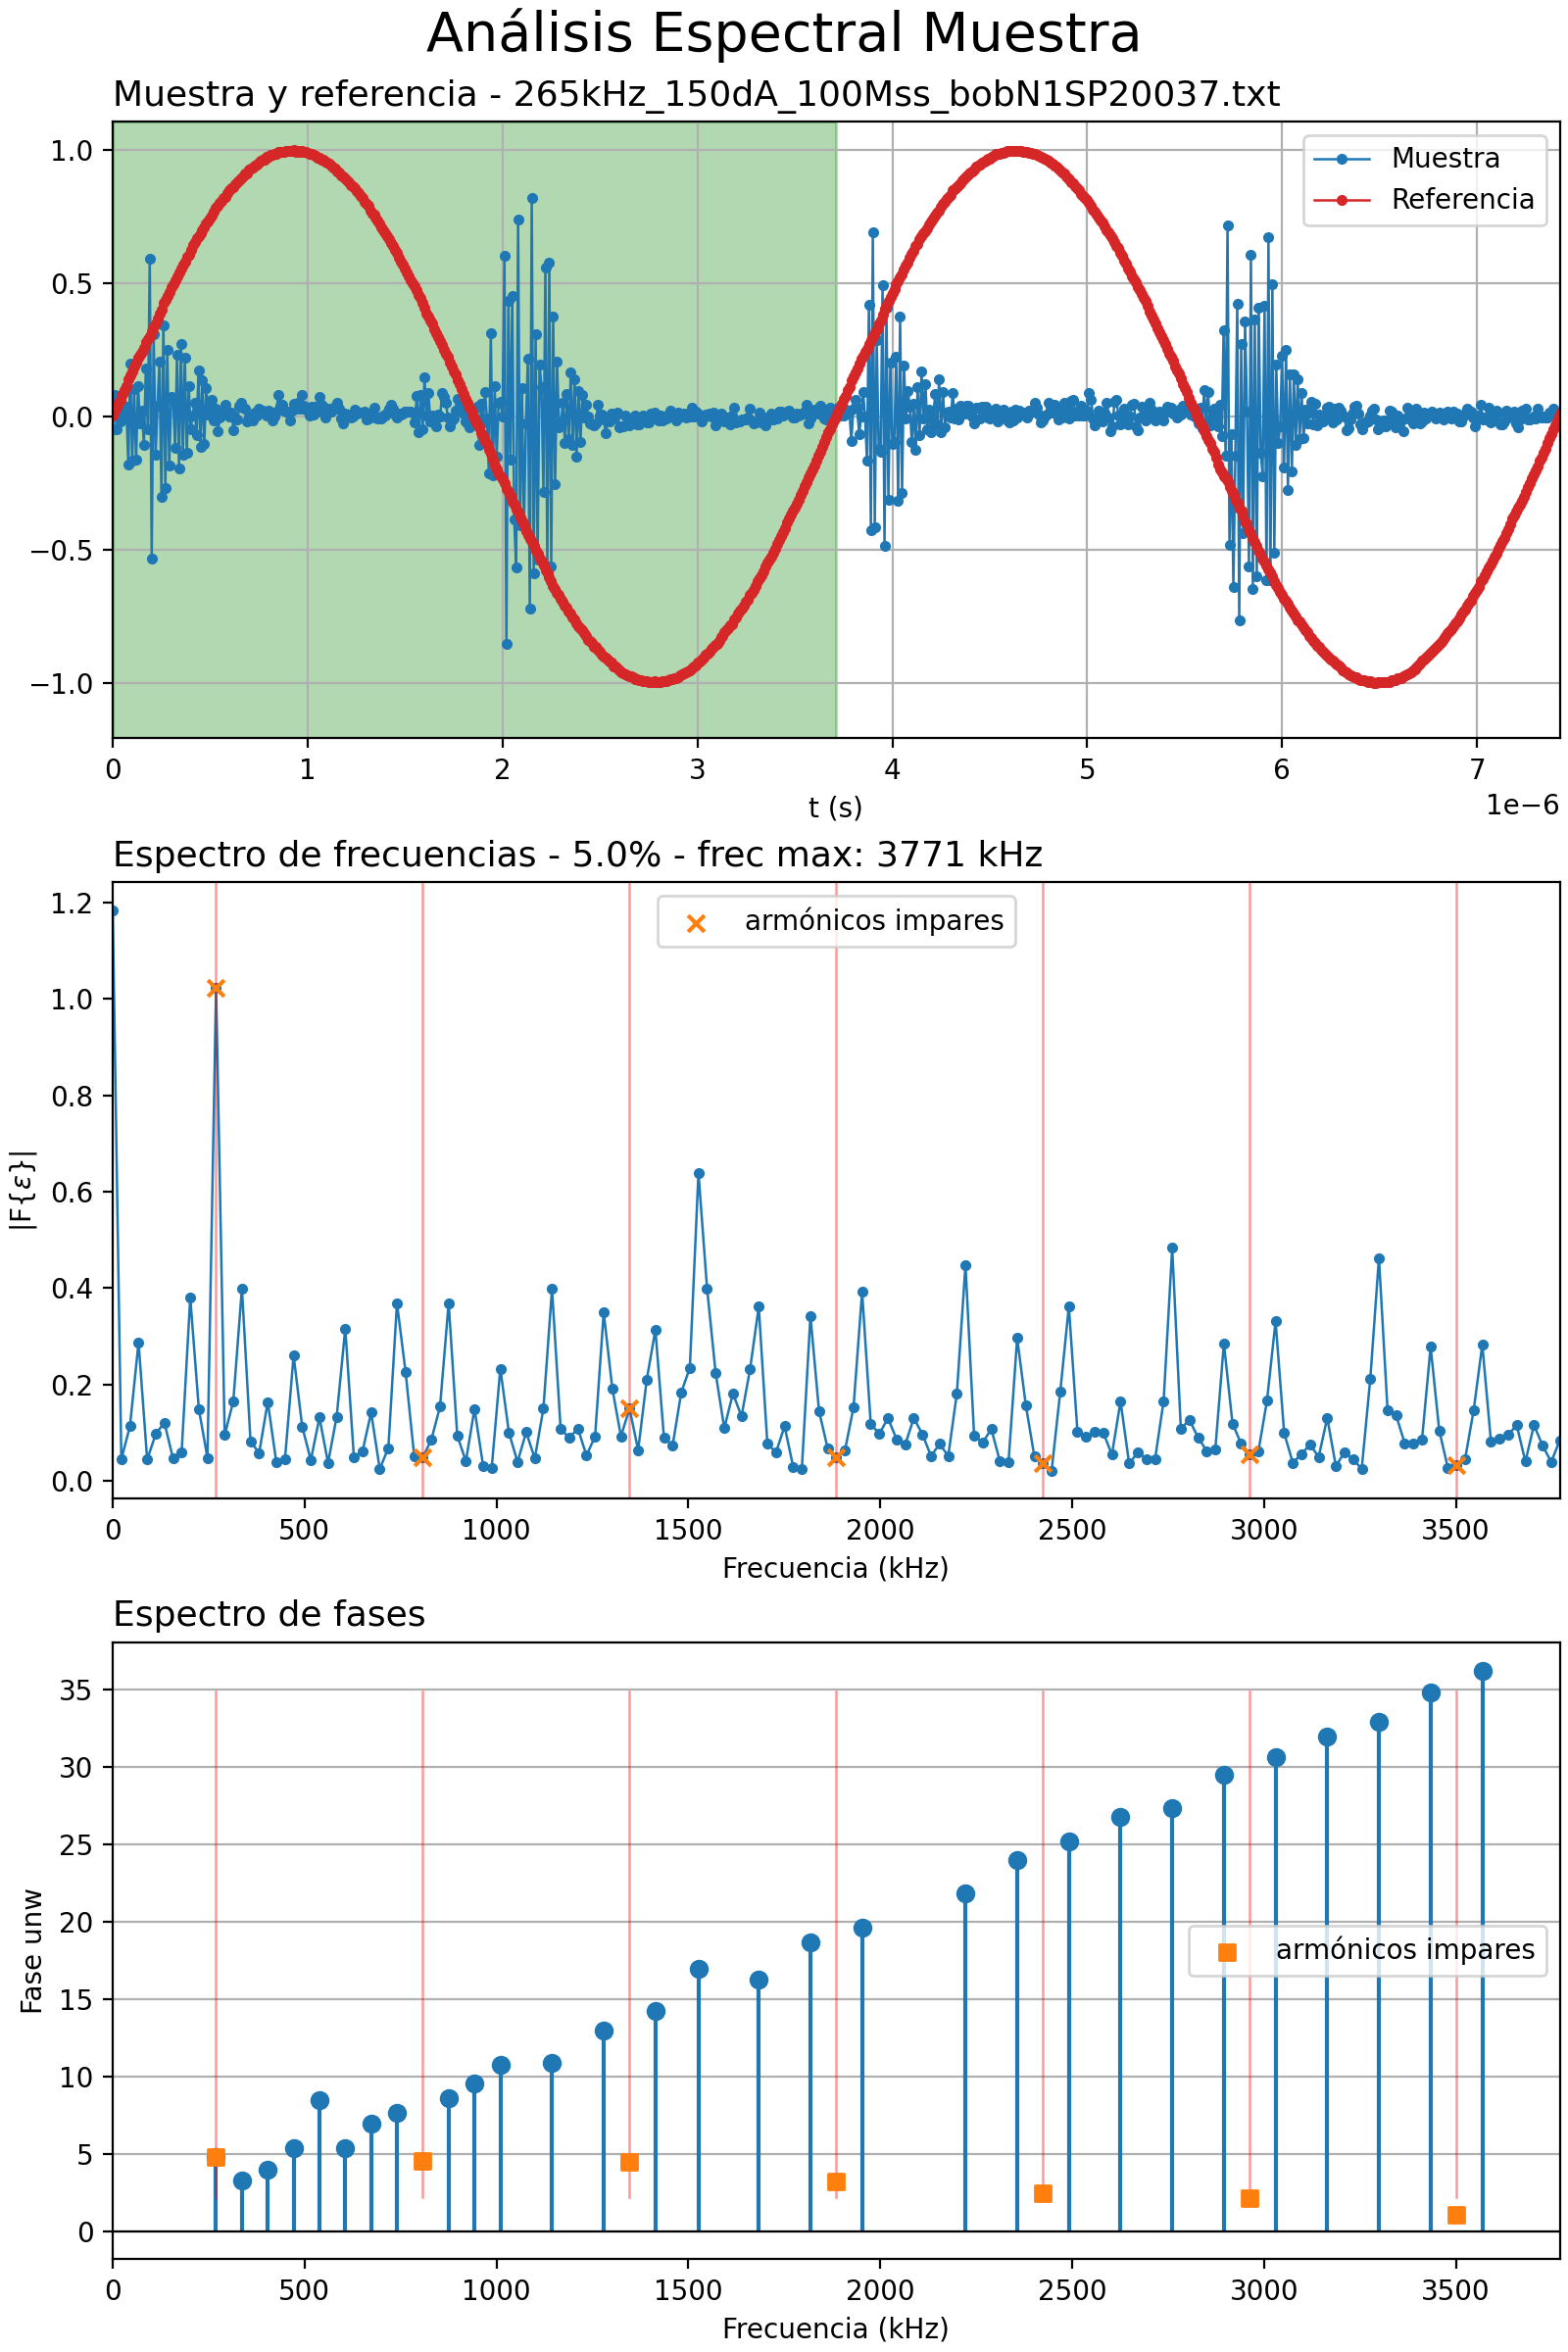 Análisis Espectral Muestra
Muestra y referencia - 265kHz_150dA_100Mss_bobN1SP20037.txt
Muestra
Referencia
1.0
0.5
0.0
−0.5
−1.0
0 1 2 3 4 5 6 7
t (s)
1e−6
Espectro de frecuencias - 5.0% - frec max: 3771 kHz
armónicos impares
1.2
1.0
0.8
0.6
0.4
0.2
0.0
|F{ε}|
0 500 1000 1500 2000 2500 3000 3500
Frecuencia (kHz)
Espectro de fases
35
30
25
20
15
10
5
0
Fase unw
armónicos impares
0 500 1000 1500 2000 2500 3000 3500
Frecuencia (kHz)